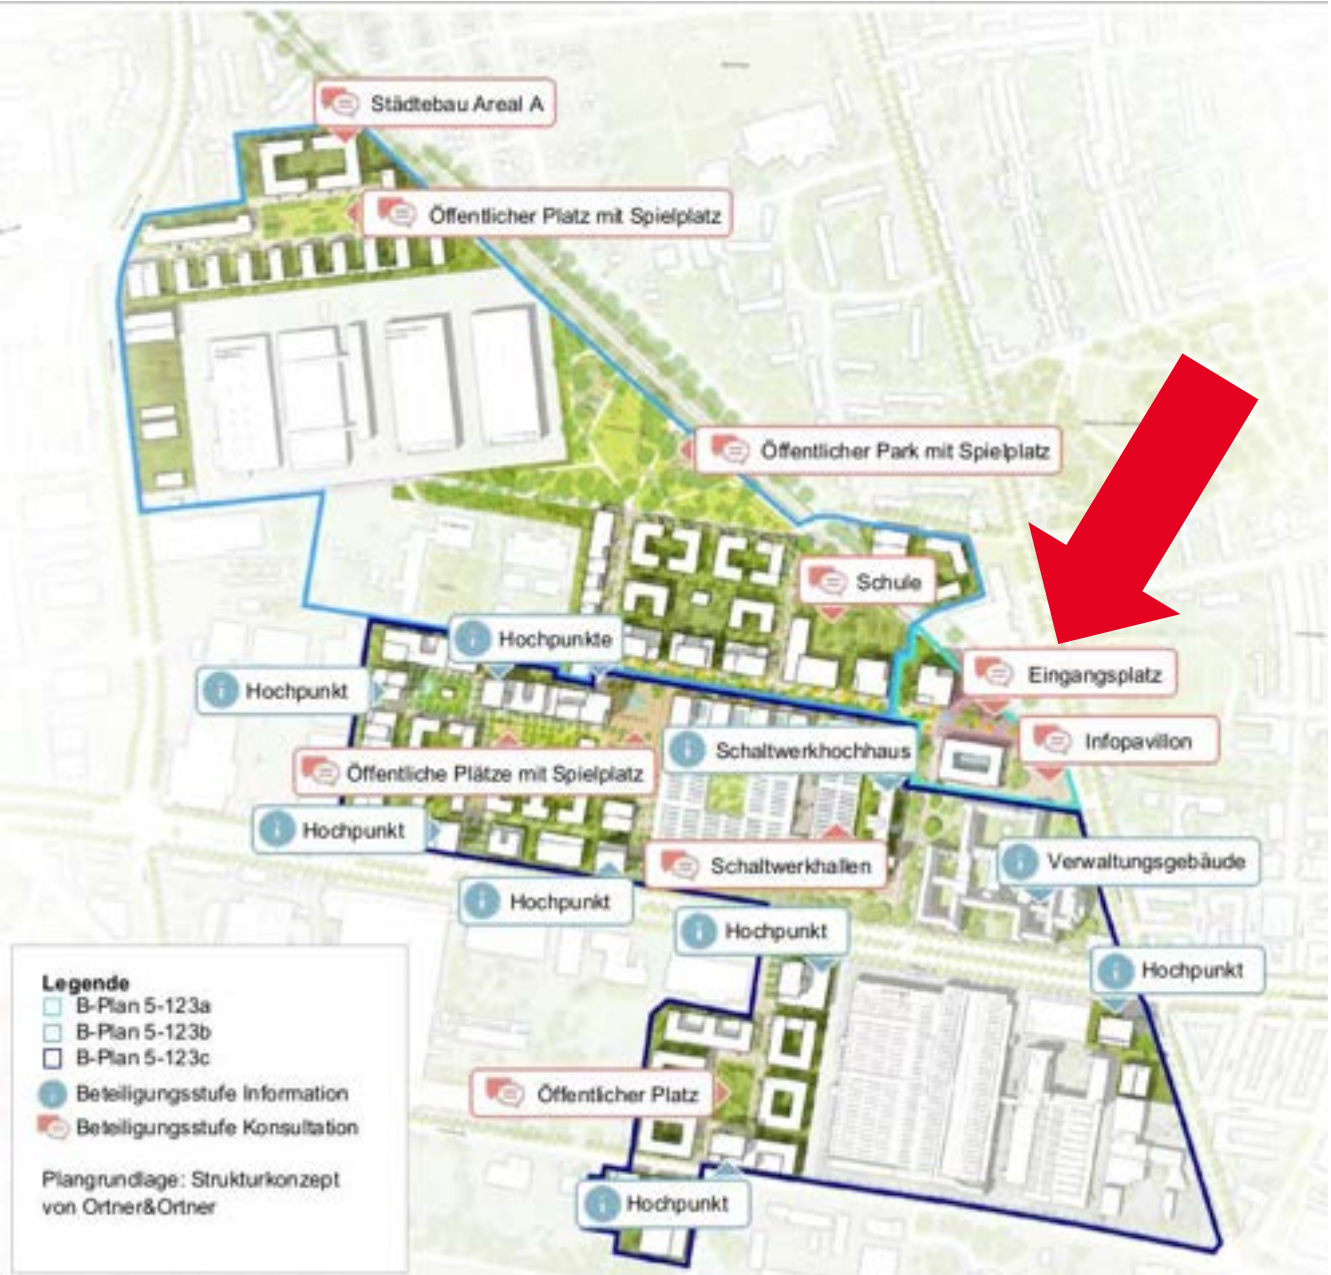 Städtebau Areal A
Öffentlicher Platz mit Spielplatz
Öffentlicher Park mit Spielplatz
Schule
Hochpunkte
Eingangsplatz
Hochpunkt
Infopavillon
Schaltwerkhochhaus
Öffentliche Plätze mit Spielplatz
Hochpunkt
Verwaltungsgebäude
Schaltwerkhallen
Hochpunkt
Hochpunkt
Hochpunkt
Öffentlicher Platz
Hochpunkt
Legende
B-Plan 5-123a
B-Plan 5-123b
B-Plan 5-123c
Beteiligungsstufe Information
Beteiligungsstufe Konsultation
Plangrundlage: Strukturkonzept
von Ortner&Ortner